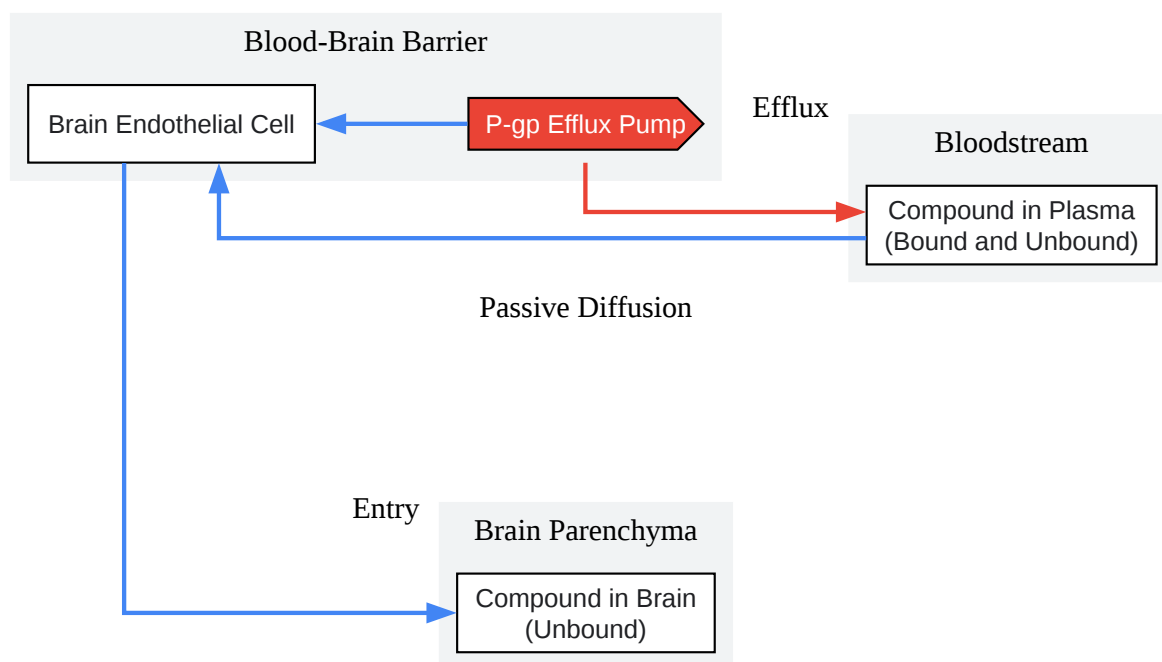 Blood-Brain Barrier
Brain Endothelial Cell
P-gp Efflux Pump
Efflux
Bloodstream
Compound in Plasma
(Bound and Unbound)
Passive Diffusion
Entry
Brain Parenchyma
Compound in Brain
(Unbound)